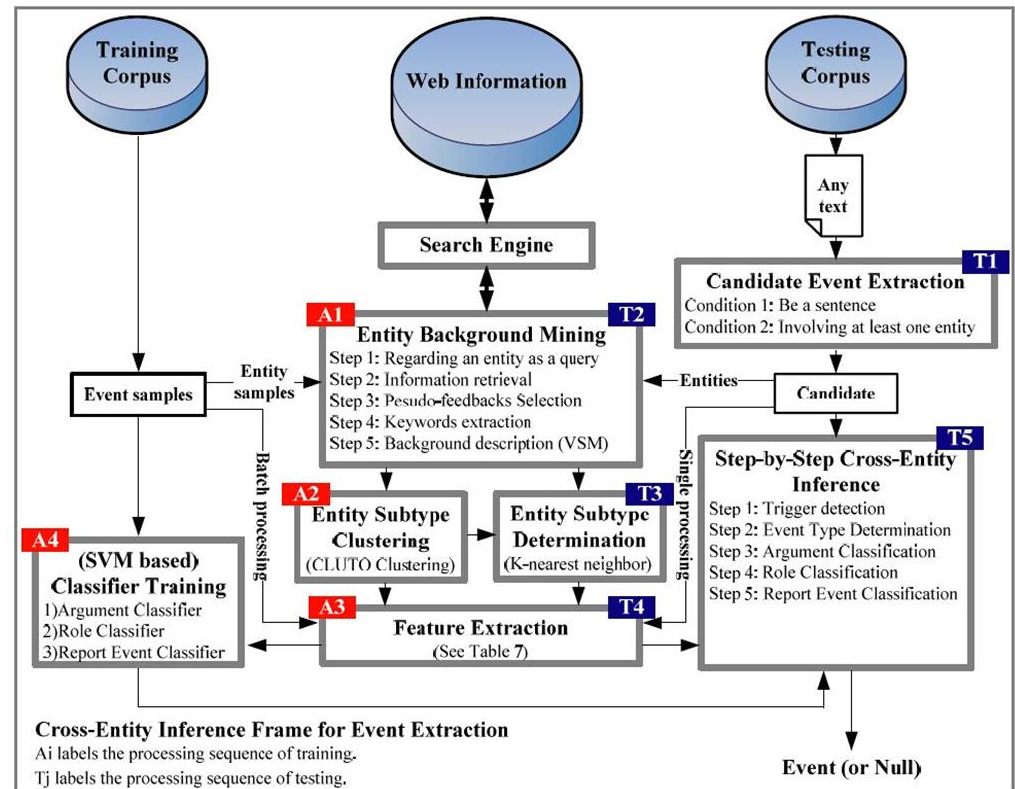 Training
Corpus
Web Information
Testing
Corpus
Any
text
Search Engine
T1
Candidate Event Extraction
Condition 1: Be a sentence
Condition 2: Involving at least one entity
A1
T2
Entity Background Mining
Step 1: Regarding an entity as a query
Step 2: Information retrieval
Step 3: Pesudo-feedbacks Selection
Step 4: Keywords extraction
Step 5: Background description (VSM)
Event samples
Entity
samples
Entities
Candidate
Batch processing
Single processing
A2
Entity Subtype
Clustering
(CLUTO Clustering)
T3
Entity Subtype
Determination
(K-nearest neighbor)
T5
Step-by-Step Cross-Entity
Inference
Step 1: Trigger detection
Step 2: Event Type Determination
Step 3: Argument Classification
Step 4: Role Classification
Step 5: Report Event Classification
A4
(SVM based)
Classifier Training
1)Argument Classifier
2)Role Classifier
3)Report Event Classifier
A3
T4
Feature Extraction
(See Table 7)
Cross-Entity Inference Frame for Event Extraction
Ai labels the processing sequence of training.
Tj labels the processing sequence of testing.
Event (or Null)